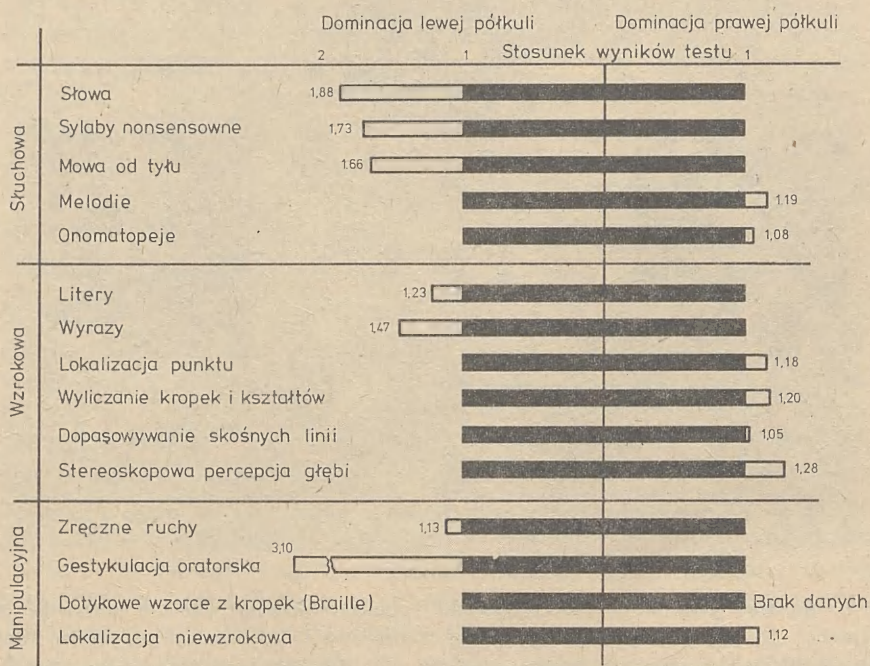 Dominacja lewej półkuli Dominacja prawej półkuli
2 1 Stosunek wyników testu 1
Słuchowa
Słowa 1,88
Sylaby nonsensowne 1,73
Mowa od tyłu 1.66
Melodie 1.19
Onomatopeje 1,08
Wzrokowa
Litery 1,23
Wyrazy 1,47
Lokalizacja punktu 1,18
Wyliczanie kropek i kształtów 1,20
Dopasowywanie skośnych linii 1,05
Stereoskopowa percepcja głębi 1,28
Manipulacyjna
Zręczne ruchy 1,13
Gestykulacja oratorska 3,10
Dotykowe wzorce z kropek (Braille) Brak danych
Lokalizacja niewzrokowa 1,12